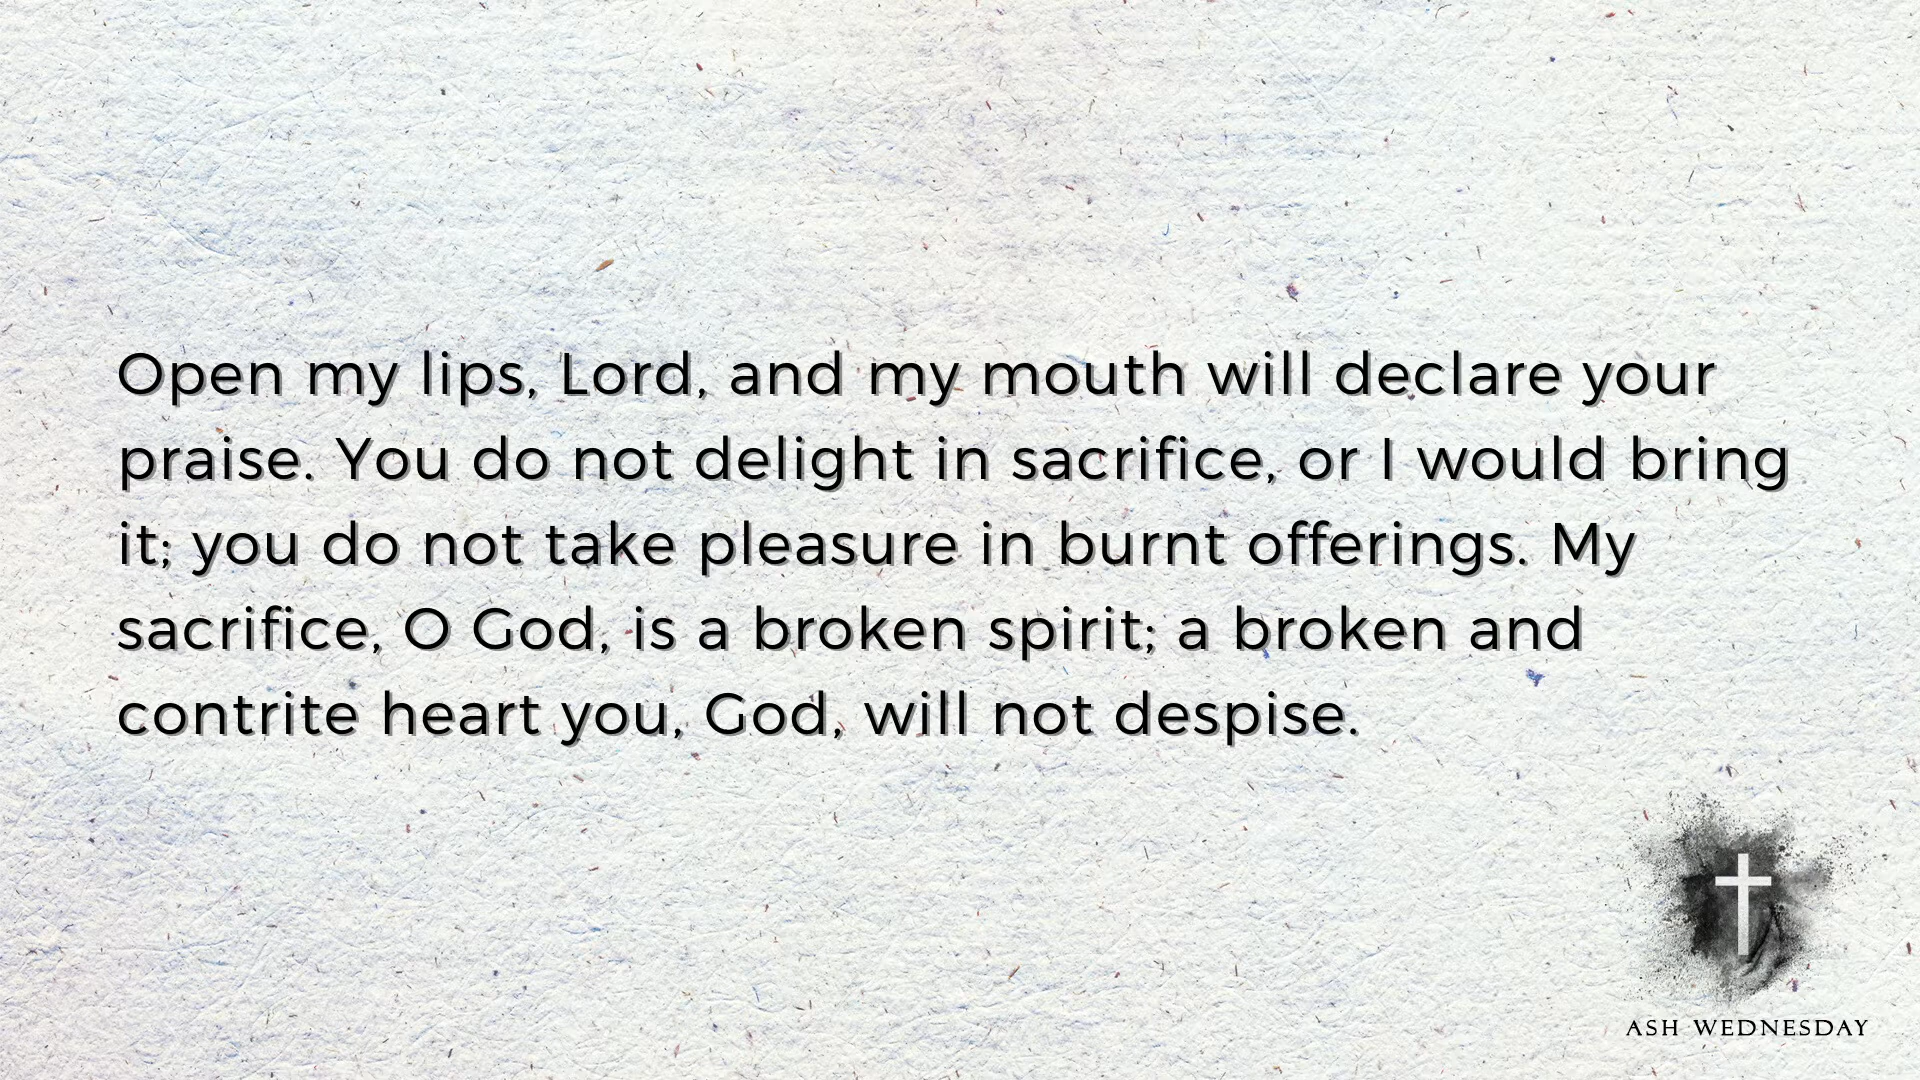 Open my lips, Lord, and my mouth will declare your
praise. You do not delight in sacrifice, or I would bring
it; you do not take pleasure in burnt offerings. My
sacrifice, O God, is a broken spirit; a broken and
contrite heart you, God, will not despise.
ASH WEDNESDAY